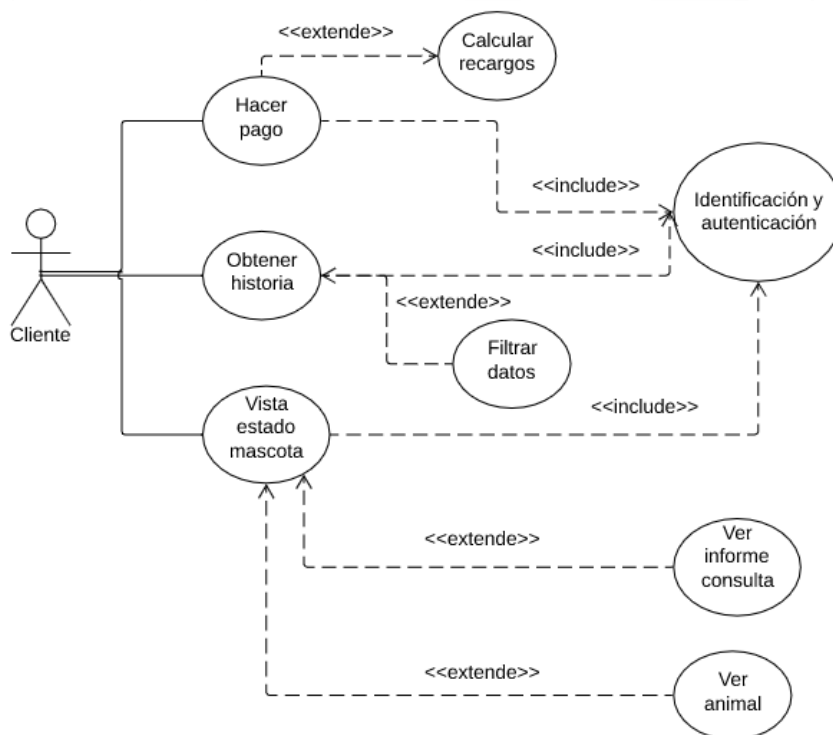 <<extende>>
Calcular
recargos
Hacer
pago
<<include>>
Identificación y
autenticación
Cliente
Obtener
historia
<<include>>
<<extende>>
Filtrar
datos
Vista
estado
mascota
<<include>>
<<extende>>
Ver
informe
consulta
<<extende>>
Ver
animal